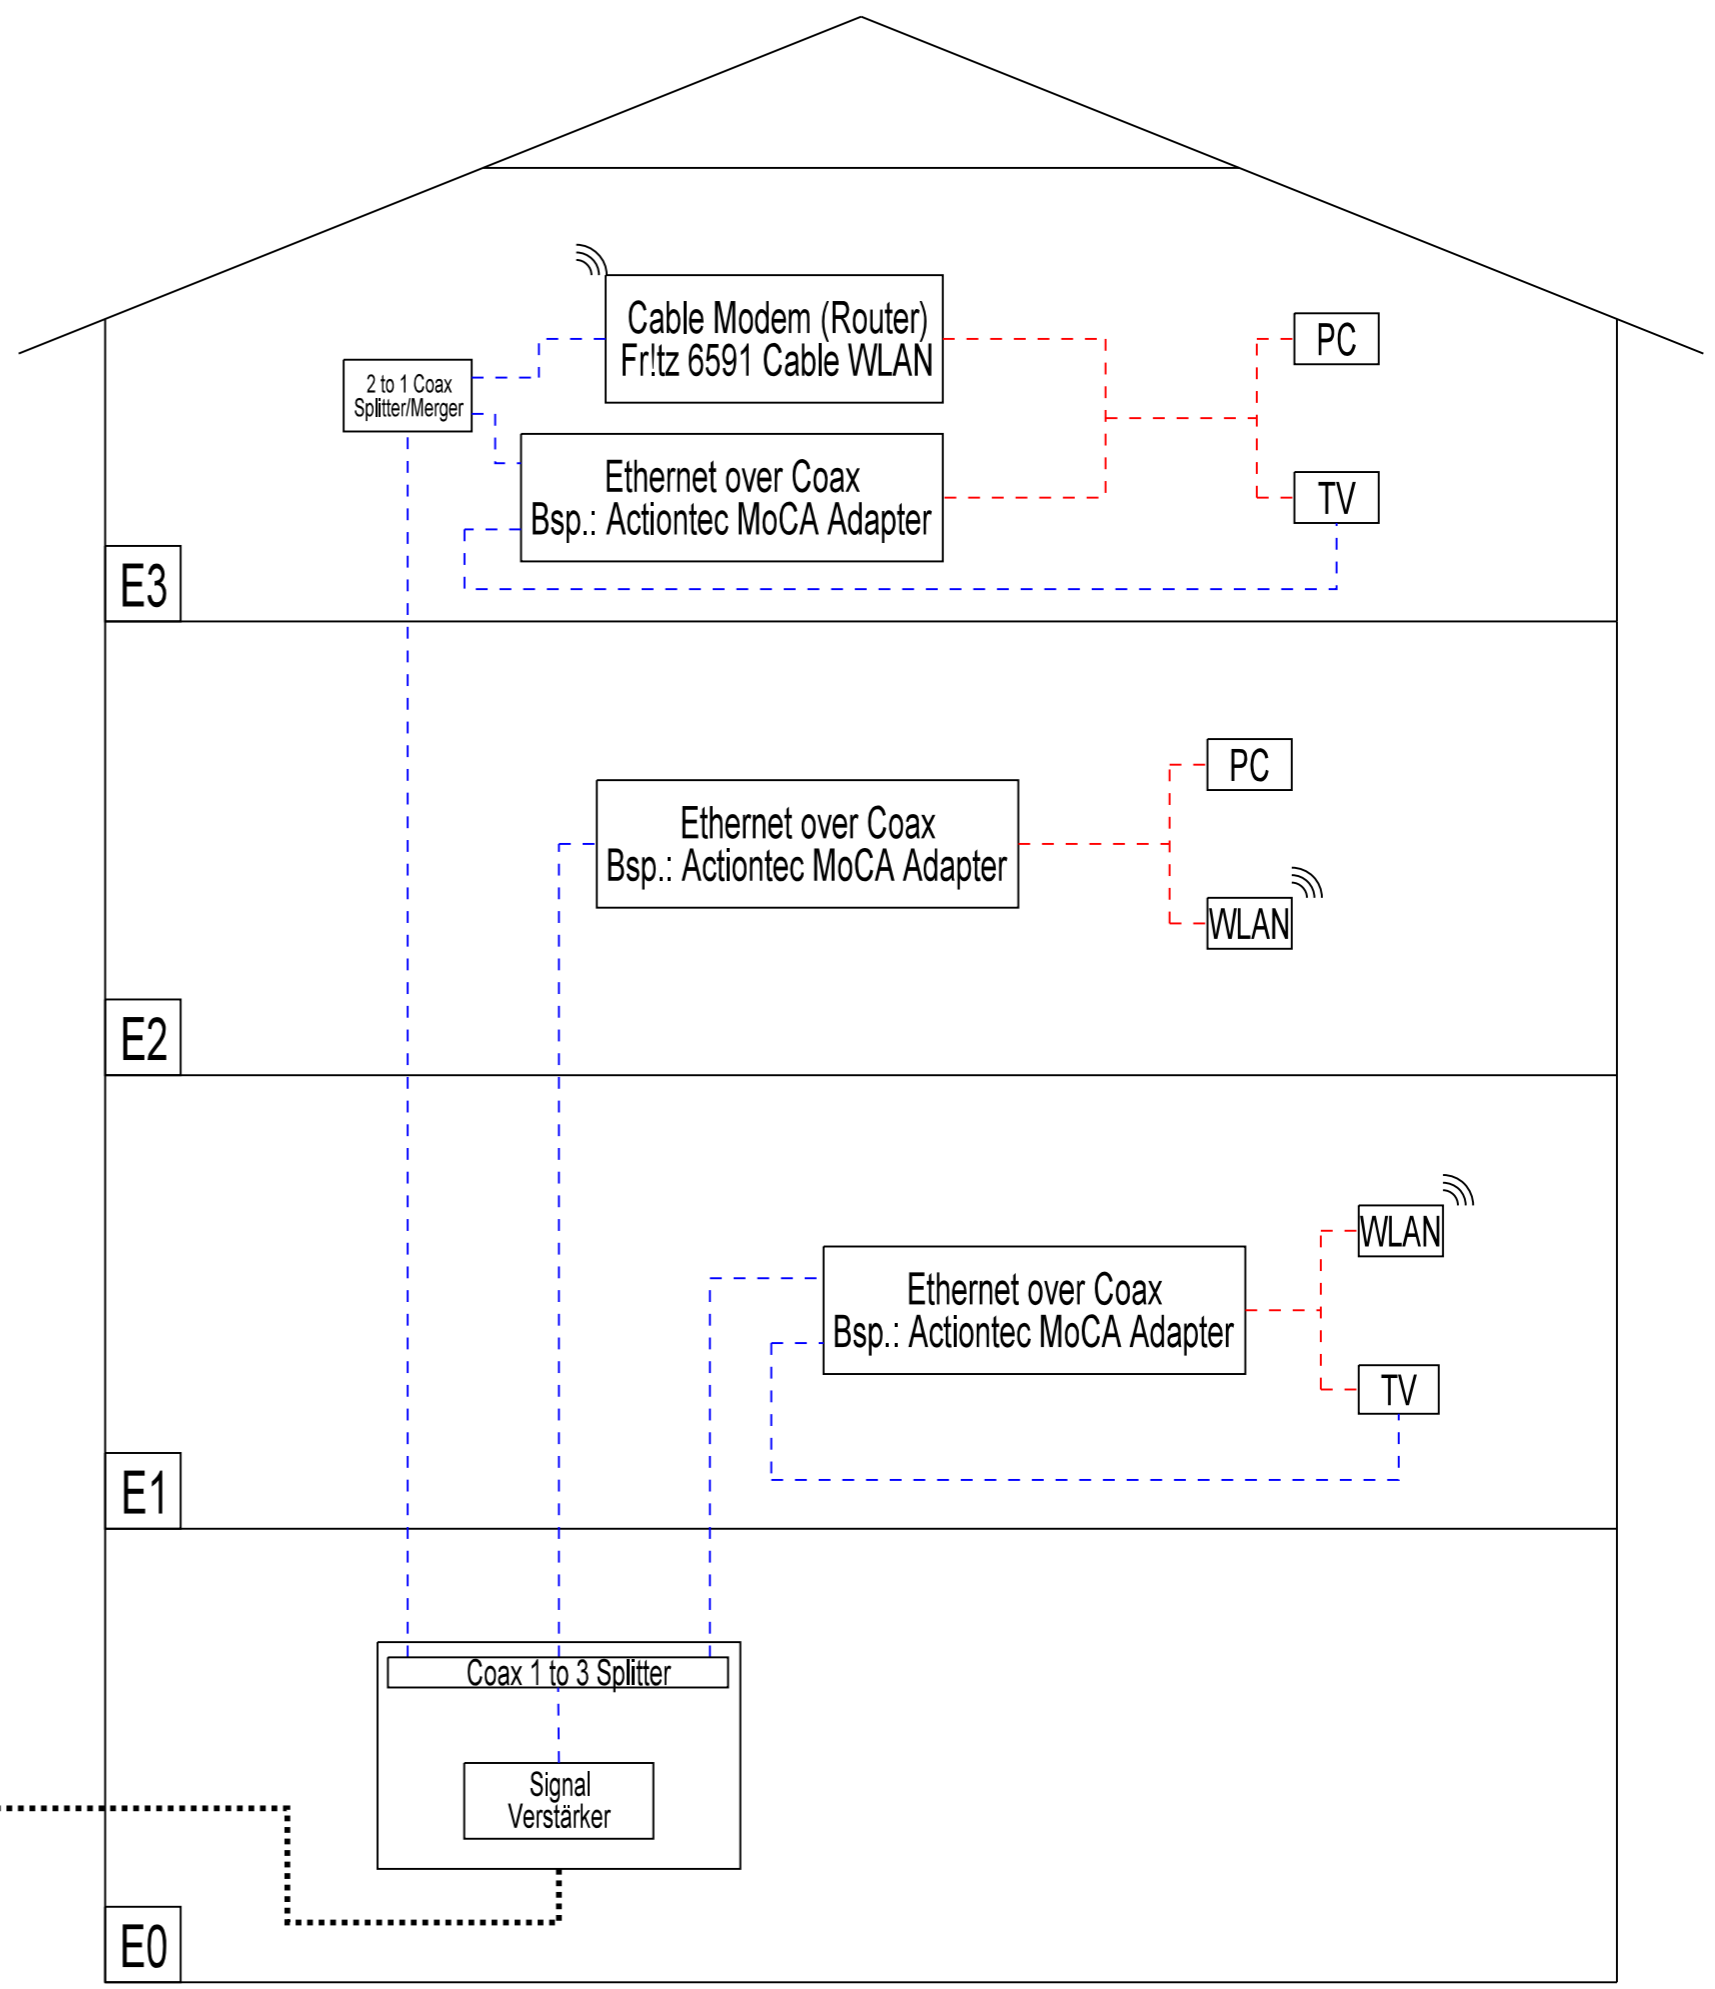 Cable Modem (Router)
Fr!tz 6591 Cable WLAN
PC
2 to 1 Coax
Splitter/Merger
Ethernet over Coax
Bsp.: Actiontec MoCA Adapter
TV
E3
PC
Ethernet over Coax
Bsp.: Actiontec MoCA Adapter
WLAN
E2
WLAN
Ethernet over Coax
Bsp.: Actiontec MoCA Adapter
TV
E1
Coax 1 to 3 Splitter
Signal
Verstärker
E0